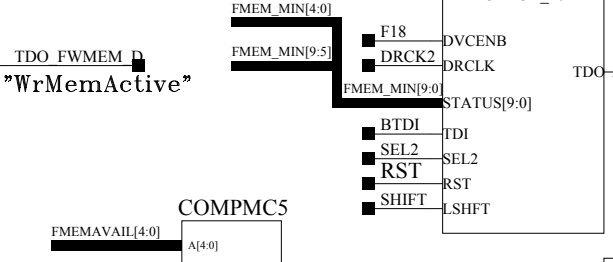 FMEM_MIN[4:0]
F18
DVCENB
TDO_FWMEM_D
FMEM_MIN[9:5]
DRCK2
DRCLK
TDO
"WrMemActive"
FMEM_MIN[9:0]
STATUS[9:0]
BTDI
TDI
SEL2
SEL2
RST
RST
SHIFT
LSHFT
COMPMC5
FMEMAVAIL[4:0]
A[4:0]